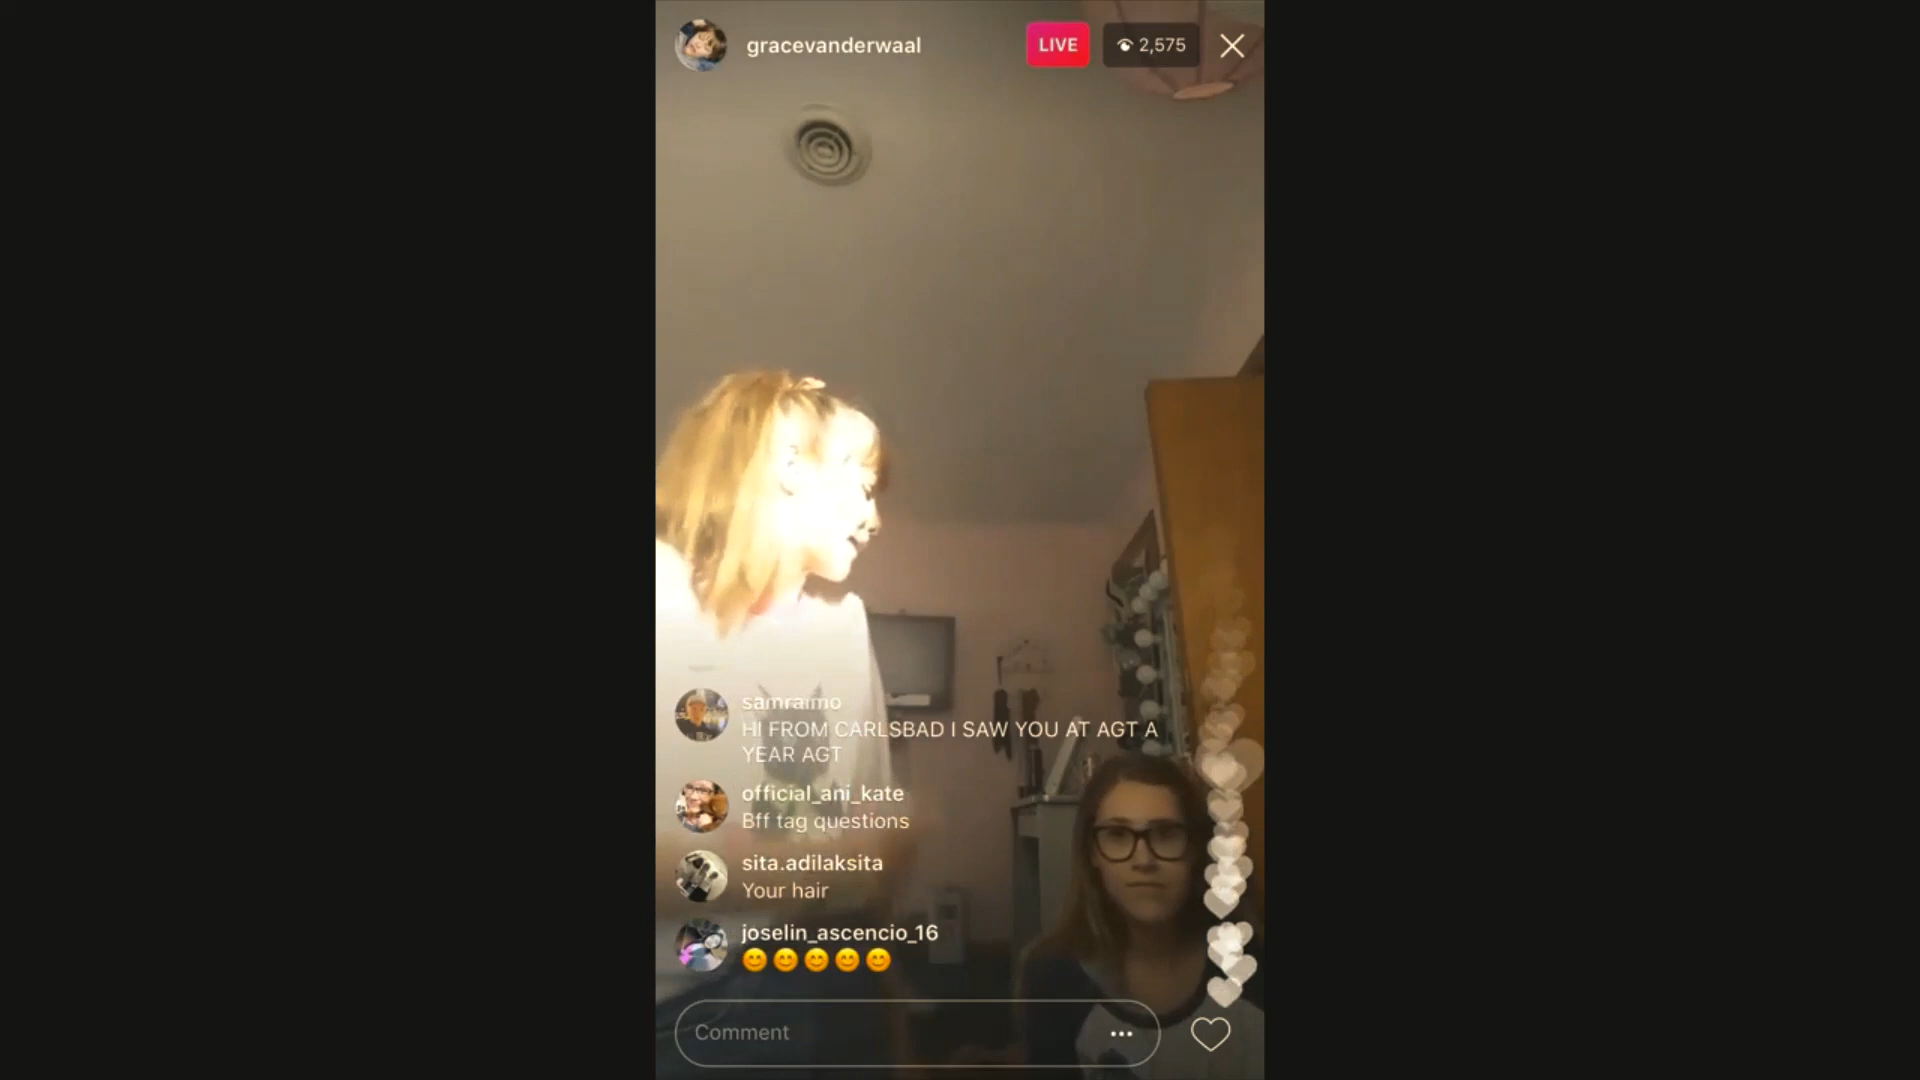 gracevanderwaal
LIVE
2,575
samraimo
HI FROM CARLSBAD I SAW YOU AT AGT A
YEAR AGT
official_ani_kate
Bff tag questions
sita.adilaksita
Your hair
joselin_ascencio_16
😊😊😊😊😊
Comment